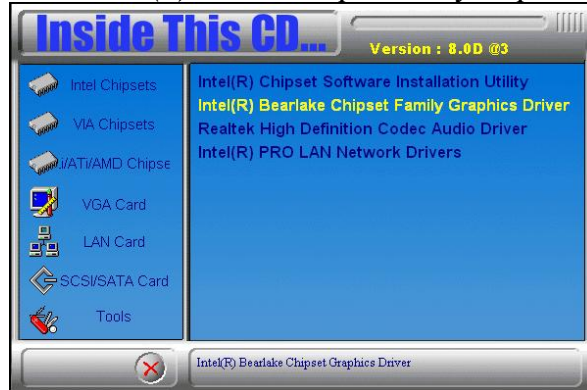 Inside This CD...
Version : 8.0D @3
Intel Chipsets
VIA Chipsets
i/ATi/AMD Chipse
VGA Card
LAN Card
SCSI/SATA Card
Tools
Intel(R) Chipset Software Installation Utility
Intel(R) Bearlake Chipset Family Graphics Driver
Realtek High Definition Codec Audio Driver
Intel(R) PRO LAN Network Drivers
Intel(R) Bearlake Chipset Graphics Driver